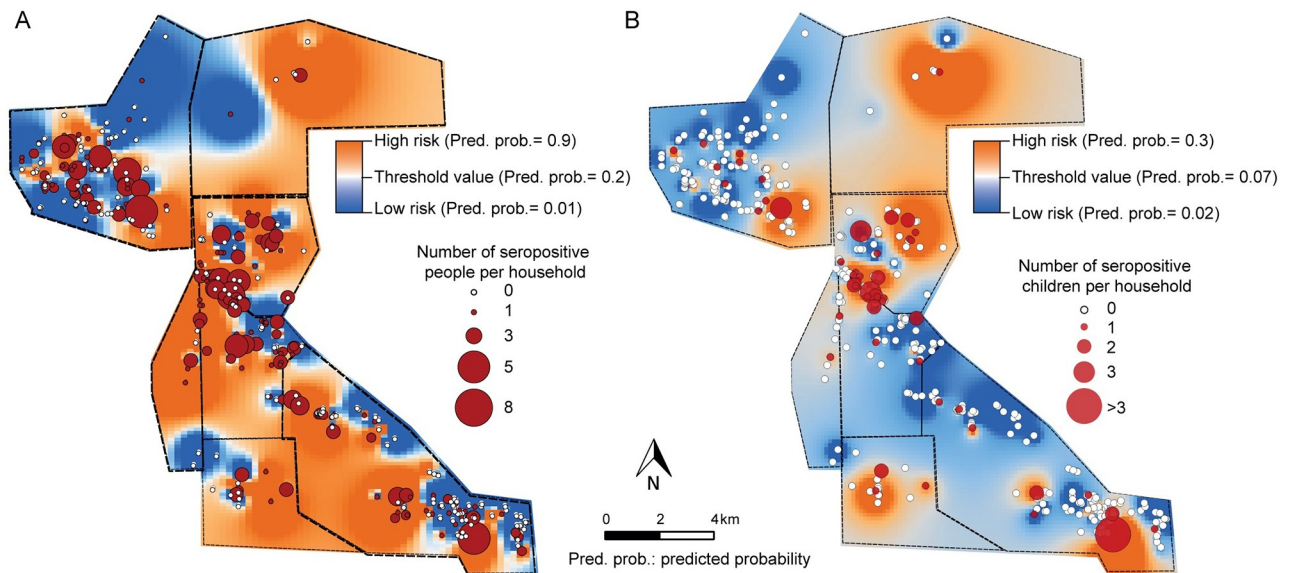 A
B
High risk (Pred. prob.= 0.9)
Threshold value (Pred. prob.= 0.2)
Low risk (Pred. prob.= 0.01)
Number of seropositive
people per household
0
1
3
5
8
High risk (Pred. prob.= 0.3)
Threshold value (Pred. prob.= 0.07)
Low risk (Pred. prob.= 0.02)
Number of seropositive
children per household
0
1
2
3
>3
N
0 2 4 km
Pred. prob.: predicted probability